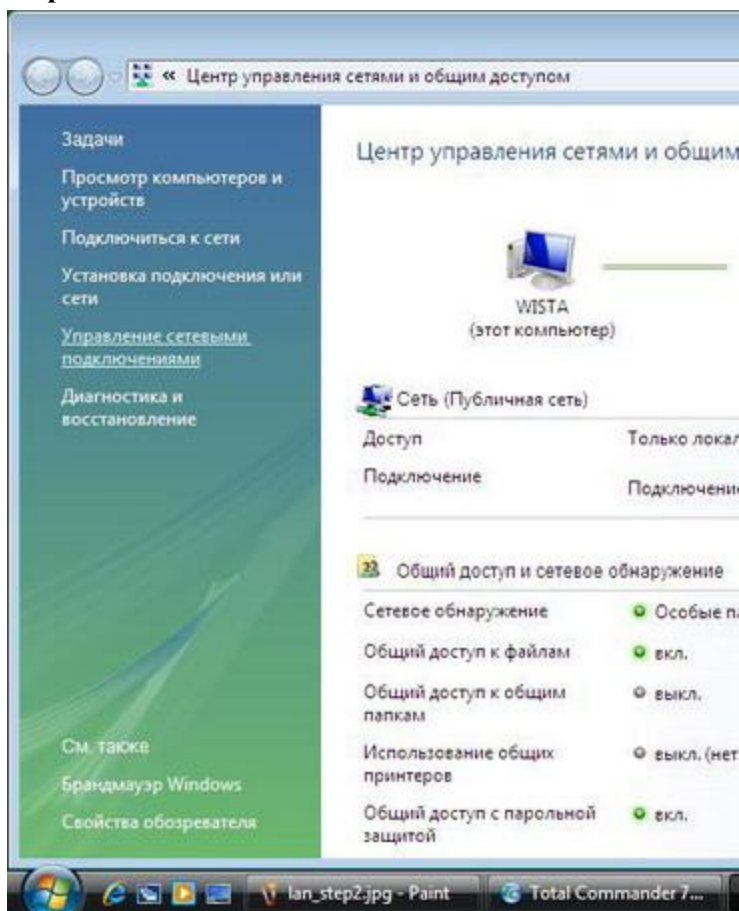 « Центр управления сетями и общим доступом
Задачи
Просмотр компьютеров и
устройств
Подключиться к сети
Установка подключения или
сети
Управление сетевыми
подключениями
Диагностика и
восстановление
См. также
Брандмауэр Windows
Свойства обозревателя
Центр управления сетями и общим
WISTA
(этот компьютер)
Сеть (Публичная сеть)
Доступ Только локал
Подключение Подключени
Общий доступ и сетевое обнаружение
Сетевое обнаружение Особые п
Общий доступ к файлам вкл.
Общий доступ к общим выкл.
папкам
Использование общих выкл. (нет
принтеров
Общий доступ с парольной вкл.
защитой
lan_step2.jpg - Paint Total Commander 7...